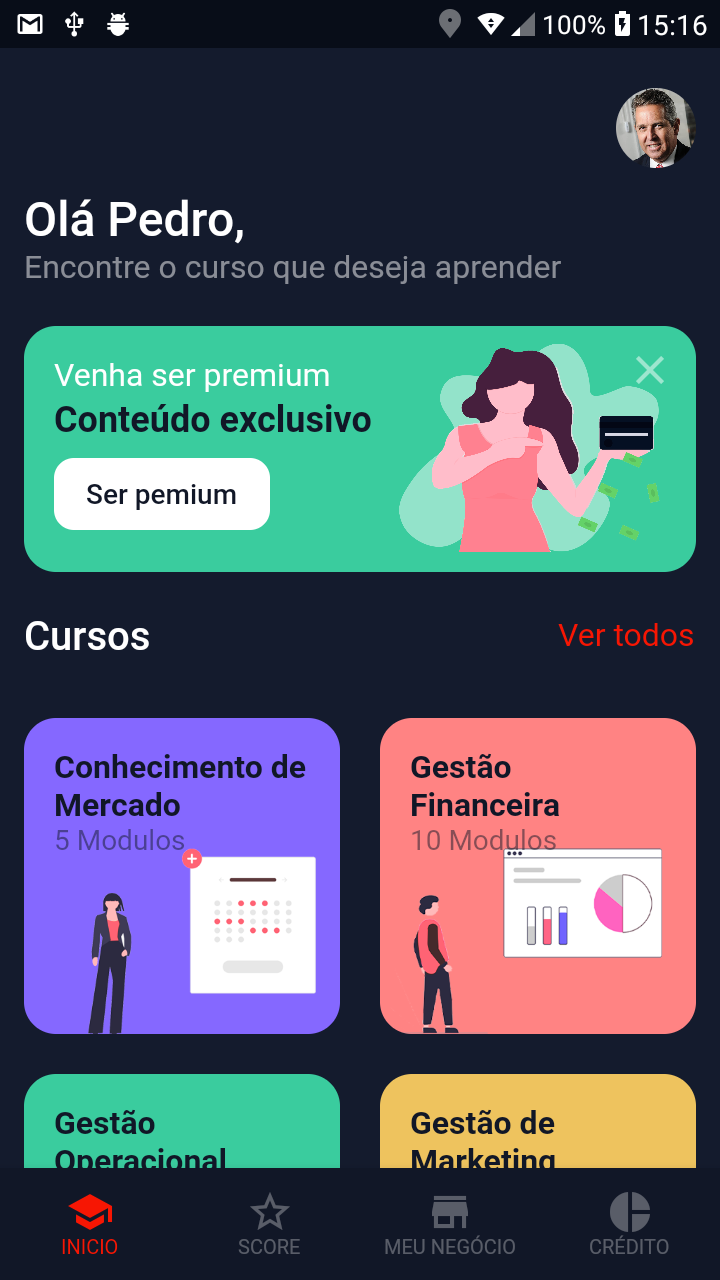 100% 15:16
Olá Pedro,
Encontre o curso que deseja aprender
Venha ser premium
Conteúdo exclusivo
Ser pemium
Cursos
Ver todos
Conhecimento de
Mercado
5 Modulos
Gestão
Financeira
10 Modulos
Gestão
Operacional
Gestão de
Marketing
INICIO
SCORE
MEU NEGÓCIO
CRÉDITO